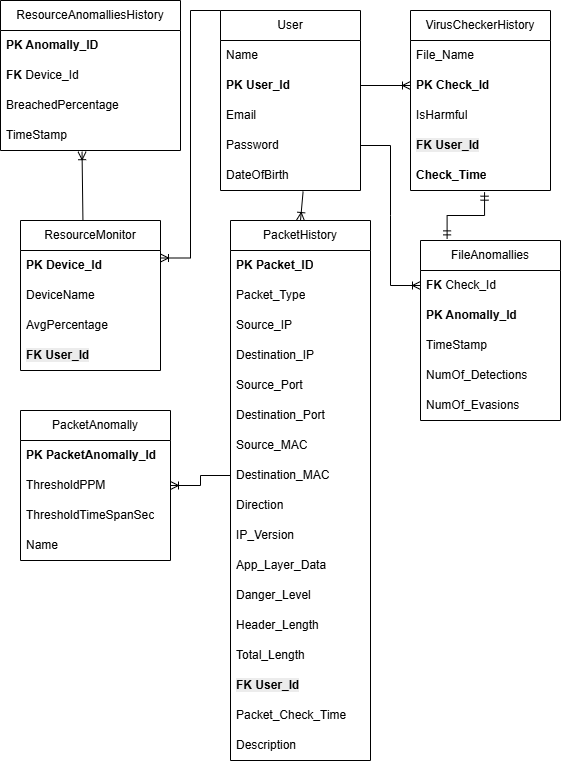 ResourceAnomalliesHistory
PK Anomally_ID
FK Device_Id
BreachedPercentage
TimeStamp
User
Name
PK User_Id
Email
Password
DateOfBirth
VirusCheckerHistory
File_Name
PK Check_Id
IsHarmful
FK User_Id
Check_Time
ResourceMonitor
PK Device_Id
DeviceName
AvgPercentage
FK User_Id
PacketHistory
PK Packet_ID
Packet_Type
Source_IP
Destination_IP
Source_Port
Destination_Port
Source_MAC
Destination_MAC
Direction
IP_Version
App_Layer_Data
Danger_Level
Header_Length
Total_Length
FK User_Id
Packet_Check_Time
Description
FileAnomallies
FK Check_Id
PK Anomally_Id
TimeStamp
NumOf_Detections
NumOf_Evasions
PacketAnomally
PK PacketAnomally_Id
ThresholdPPM
ThresholdTimeSpanSec
Name